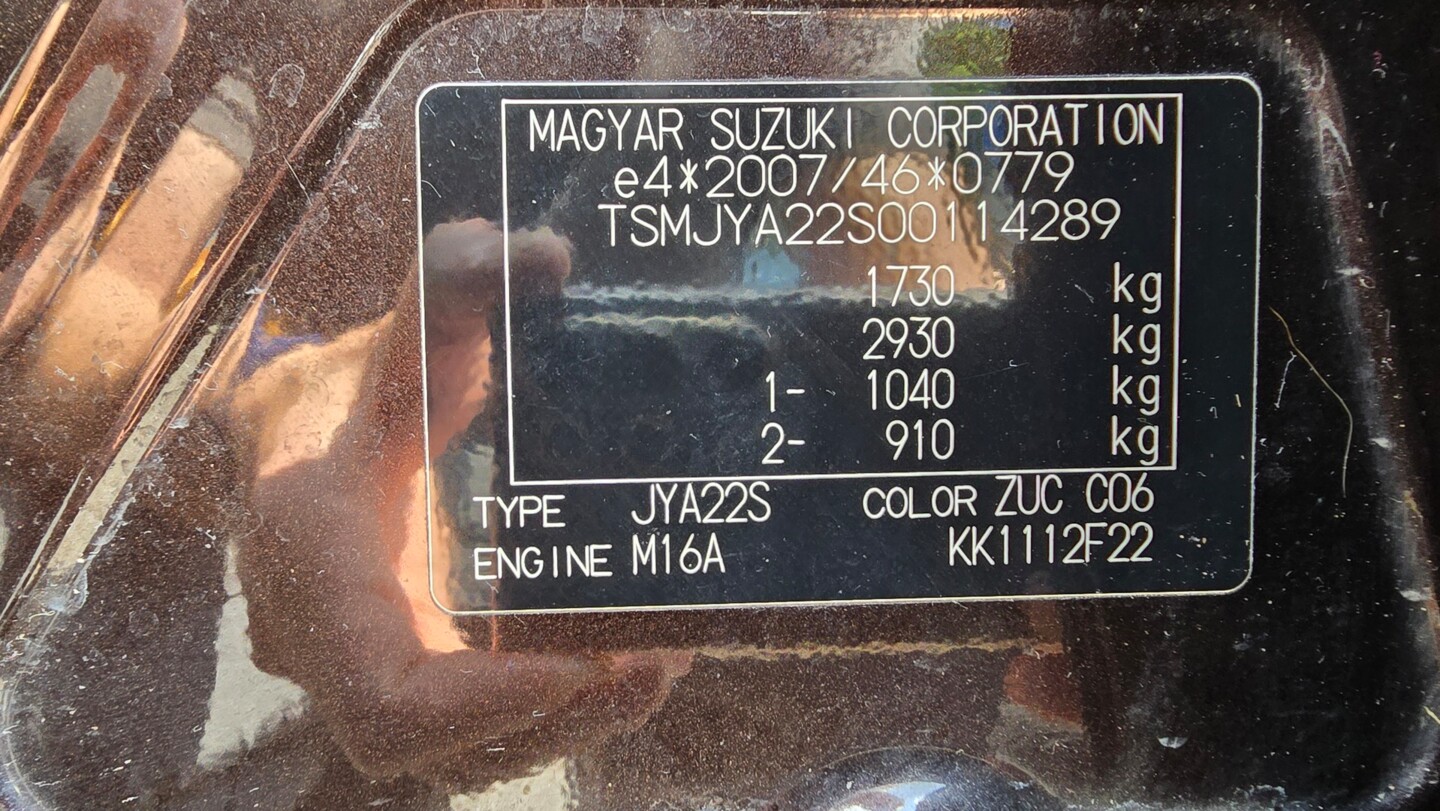 MAGYAR SUZUKI CORPORATION
e4*2007/46*0779
TSMJYA22S00114289
1730 kg
2930 kg
1- 1040 kg
2- 910 kg
TYPE JYA22S COLOR ZUC C06
ENGINE M16A KK1112F22